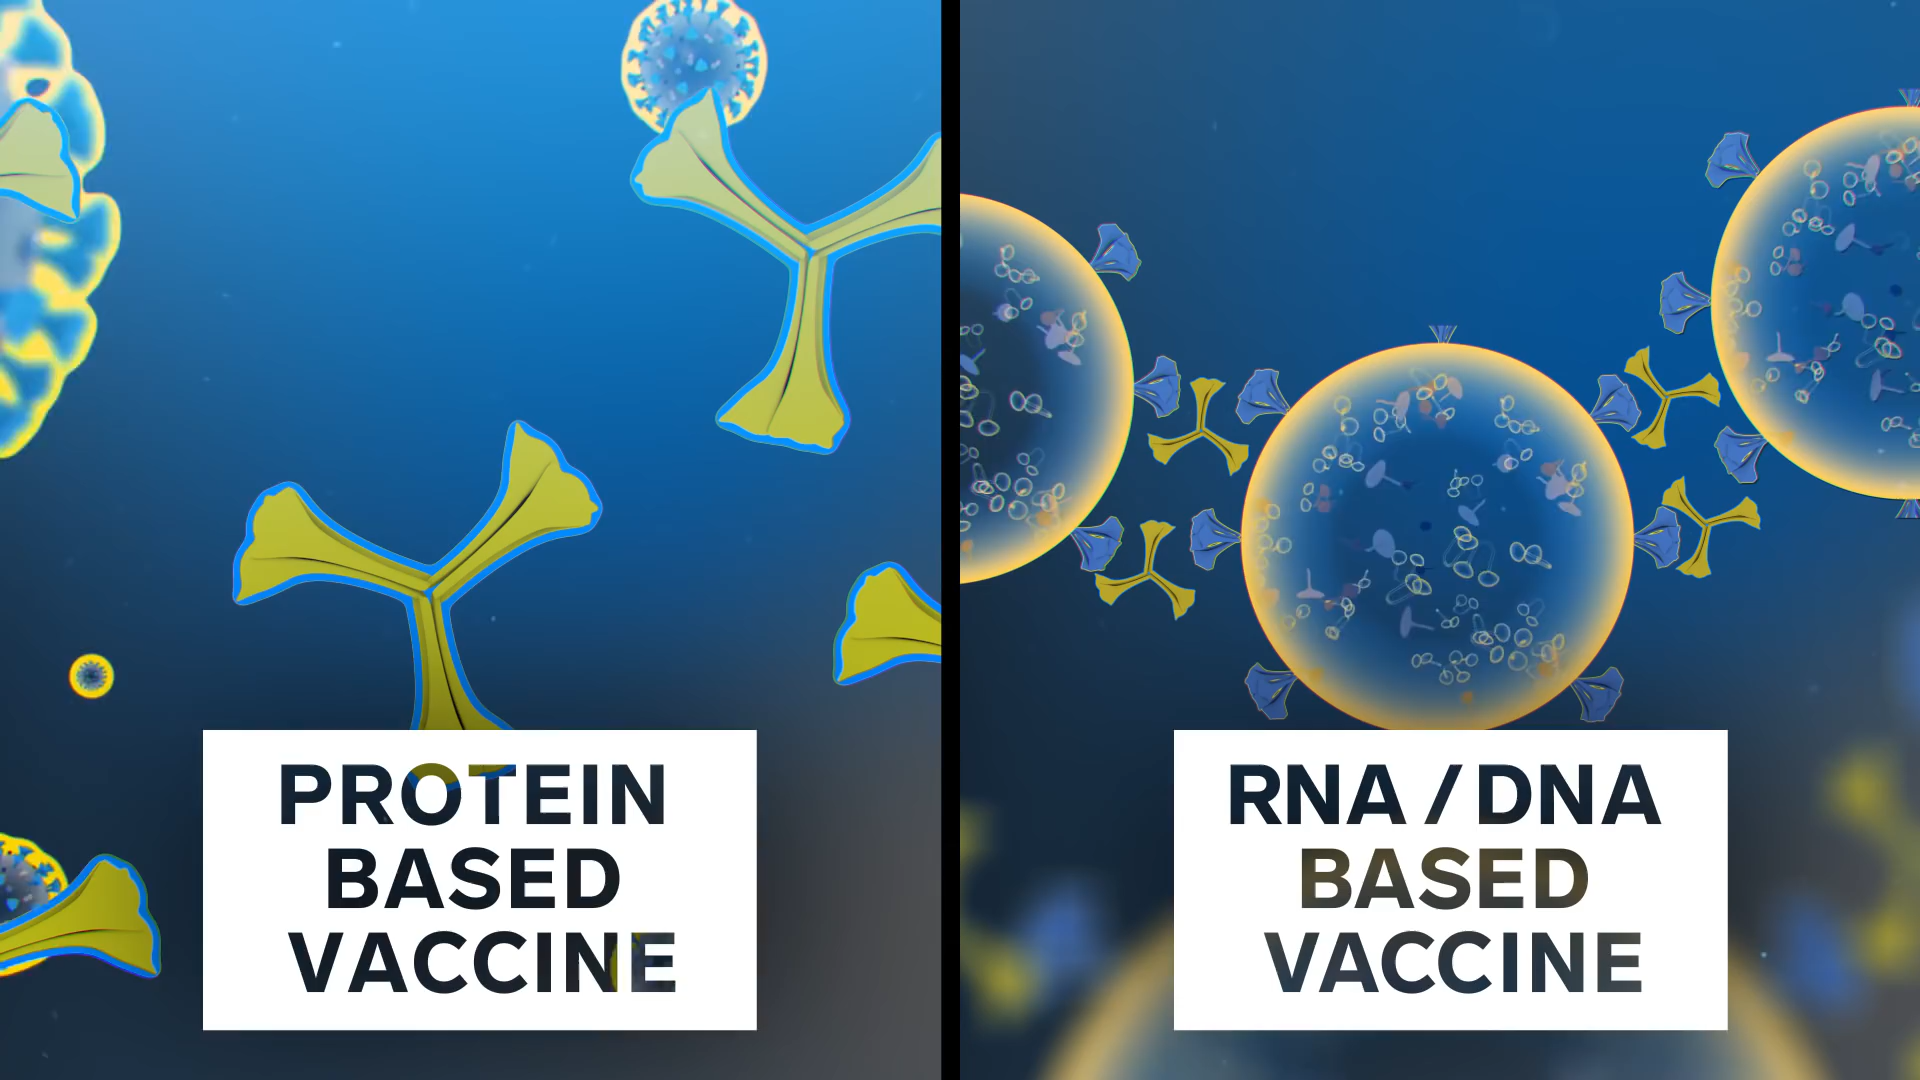 PROTEIN
BASED
VACCINE
RNA / DNA
BASED
VACCINE